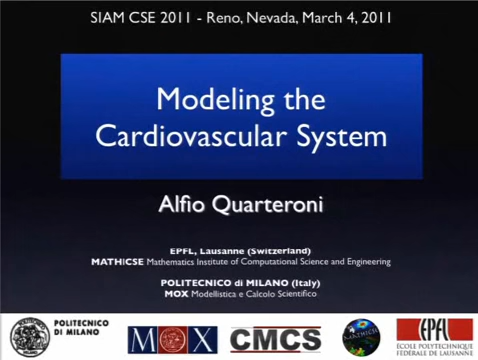 SIAM CSE 2011 - Reno, Nevada, March 4, 2011
Modeling the
Cardiovascular System
Alfio Quarteroni
EPFL, Lausanne (Switzerland)
MATHICSE Mathematics Institute of Computational Science and Engineering
POLITECNICO di MILANO (Italy)
MOX Modellistica e Calcolo Scientifico
POLITECNICO
DI MILANO
MOX
CMCS
MATHICSE
EPFL
ÉCOLE POLYTECHNIQUE
FÉDÉRALE DE LAUSANNE